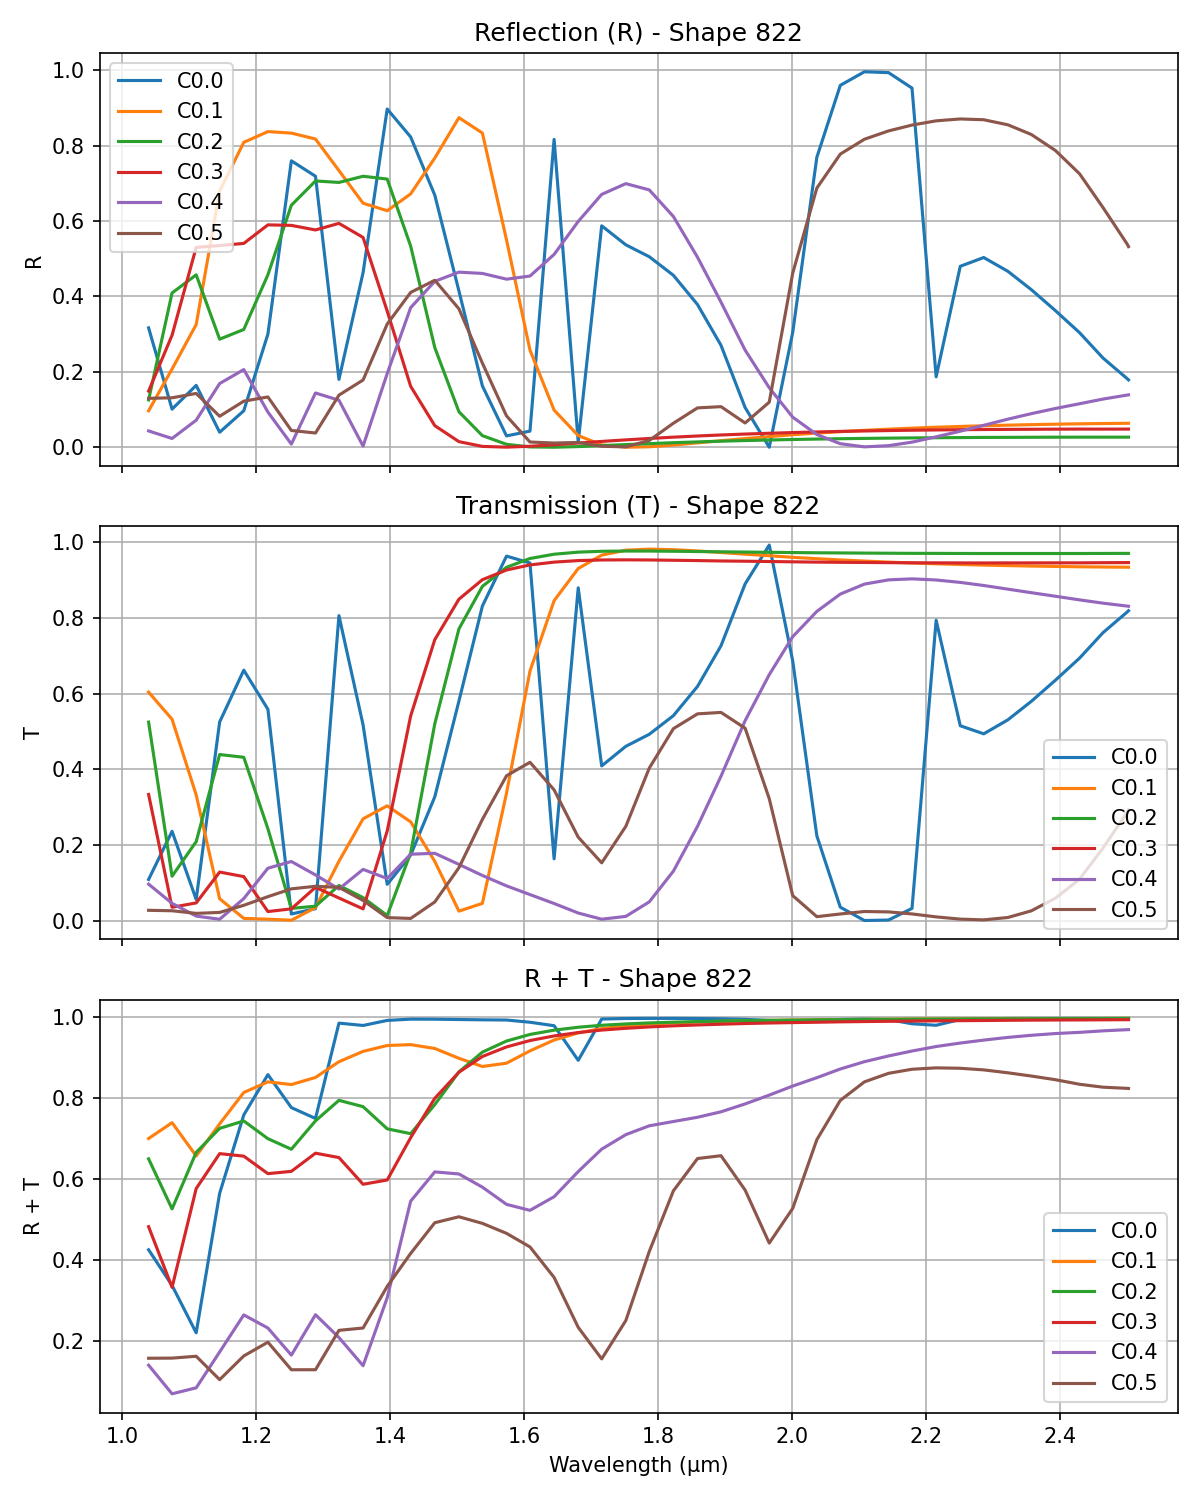 Reflection (R) - Shape 822
1.0
0.8
0.6
0.4
0.2
0.0
R
C0.0
C0.1
C0.2
C0.3
C0.4
C0.5
Transmission (T) - Shape 822
1.0
0.8
0.6
0.4
0.2
0.0
T
C0.0
C0.1
C0.2
C0.3
C0.4
C0.5
R + T - Shape 822
1.0
0.8
0.6
0.4
0.2
R + T
C0.0
C0.1
C0.2
C0.3
C0.4
C0.5
1.0 1.2 1.4 1.6 1.8 2.0 2.2 2.4
Wavelength (μm)